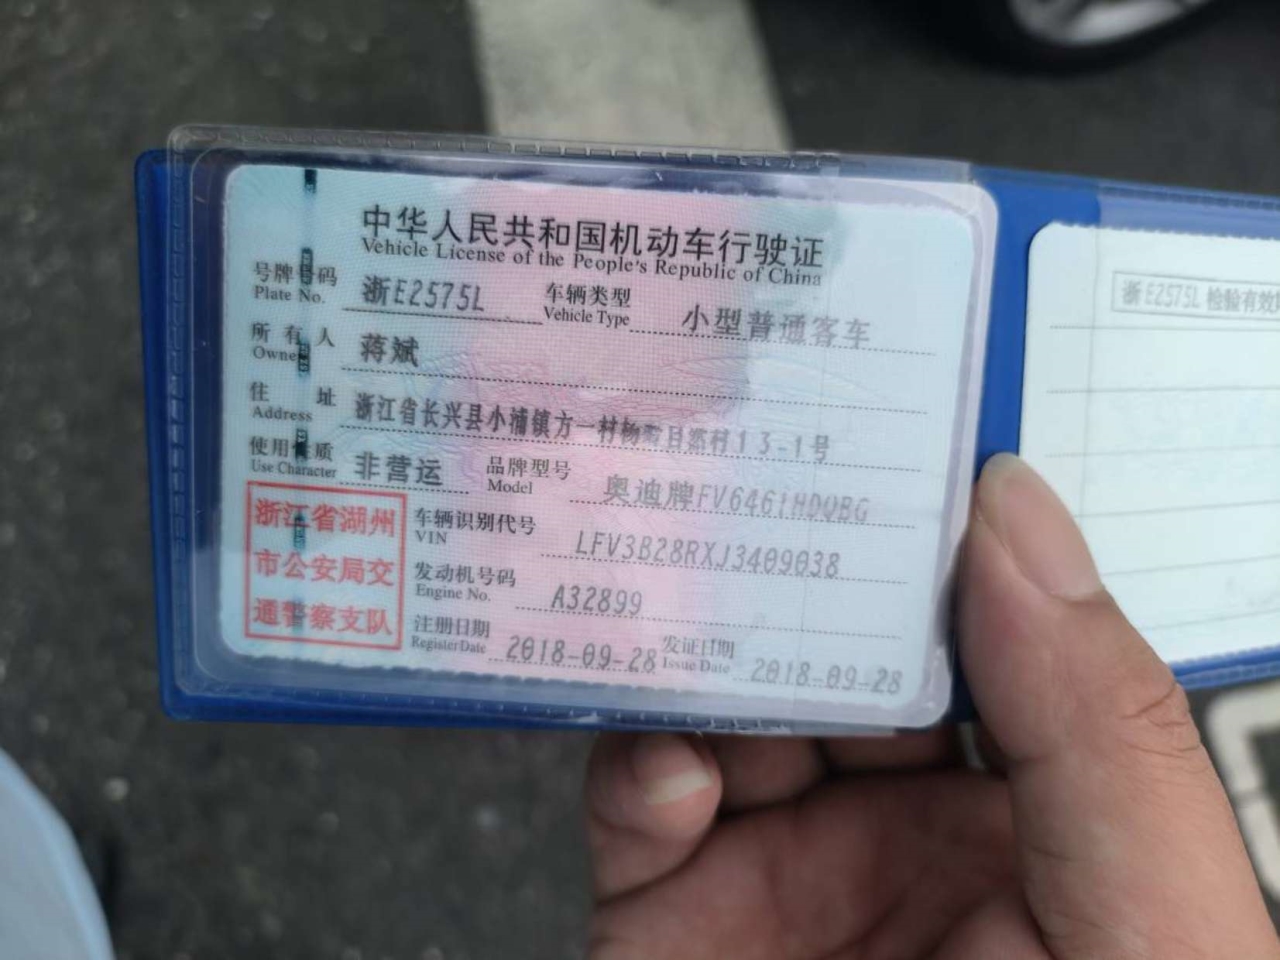 中华人民共和国机动车行驶证
Vehicle License of the People's Republic of China
号牌号码 浙E2575L 车辆类型 小型普通客车
Plate No. Vehicle Type
所有人 蒋斌
Owner
住址 浙江省长兴县小浦镇方一村杨 自然村13-1号
Address
使用性质 非营运 品牌型号 奥迪牌FV6461HDQBG
Use Character Model
浙江省湖州
市公安局交
通警察支队
车辆识别代号 LFV3B28RXJ3409038
VIN
发动机号码 A32899
Engine No.
注册日期 2018-09-28 发证日期 2018-09-28
Register Date Issue Date
浙E2575L 检验有效